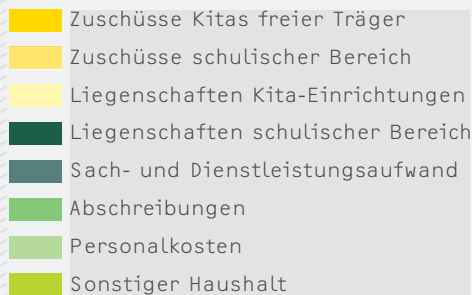 Zuschüsse Kitas freier Träger
Zuschüsse schulischer Bereich
Liegenschaften Kita-Einrichtungen
Liegenschaften schulischer Bereich
Sach- und Dienstleistungsaufwand
Abschreibungen
Personalkosten
Sonstiger Haushalt